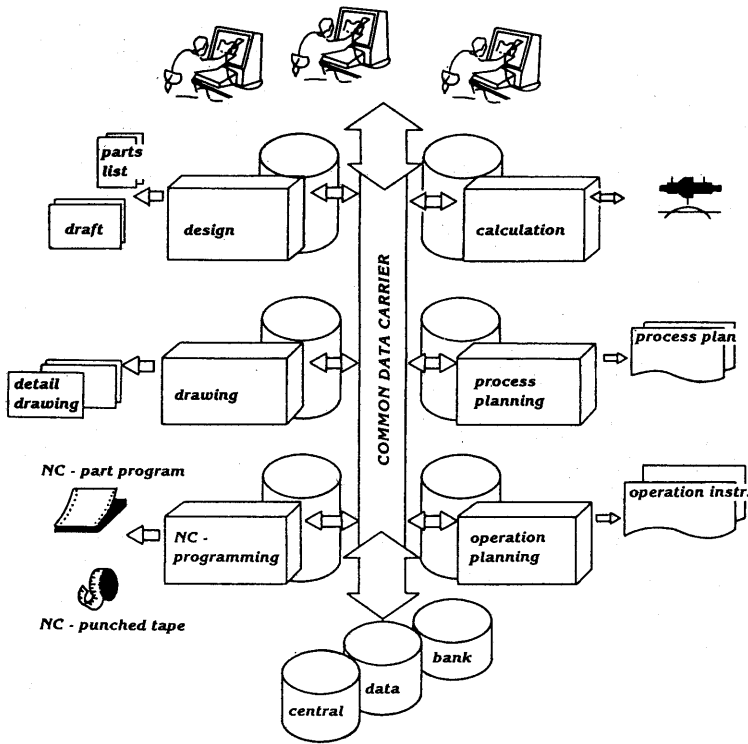 parts
list
draft
design
calculation
COMMON DATA CARRIER
detail
drawing
drawing
process
planning
process plan
NC - part program
NC -
programming
operation
planning
operation instr.
NC - punched tape
central
data
bank